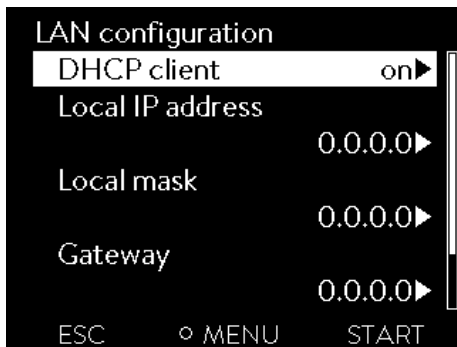 LAN configuration
DHCP client on▶
Local IP address
0.0.0.0▶
Local mask
0.0.0.0▶
Gateway
0.0.0.0▶
ESC ○ MENU START